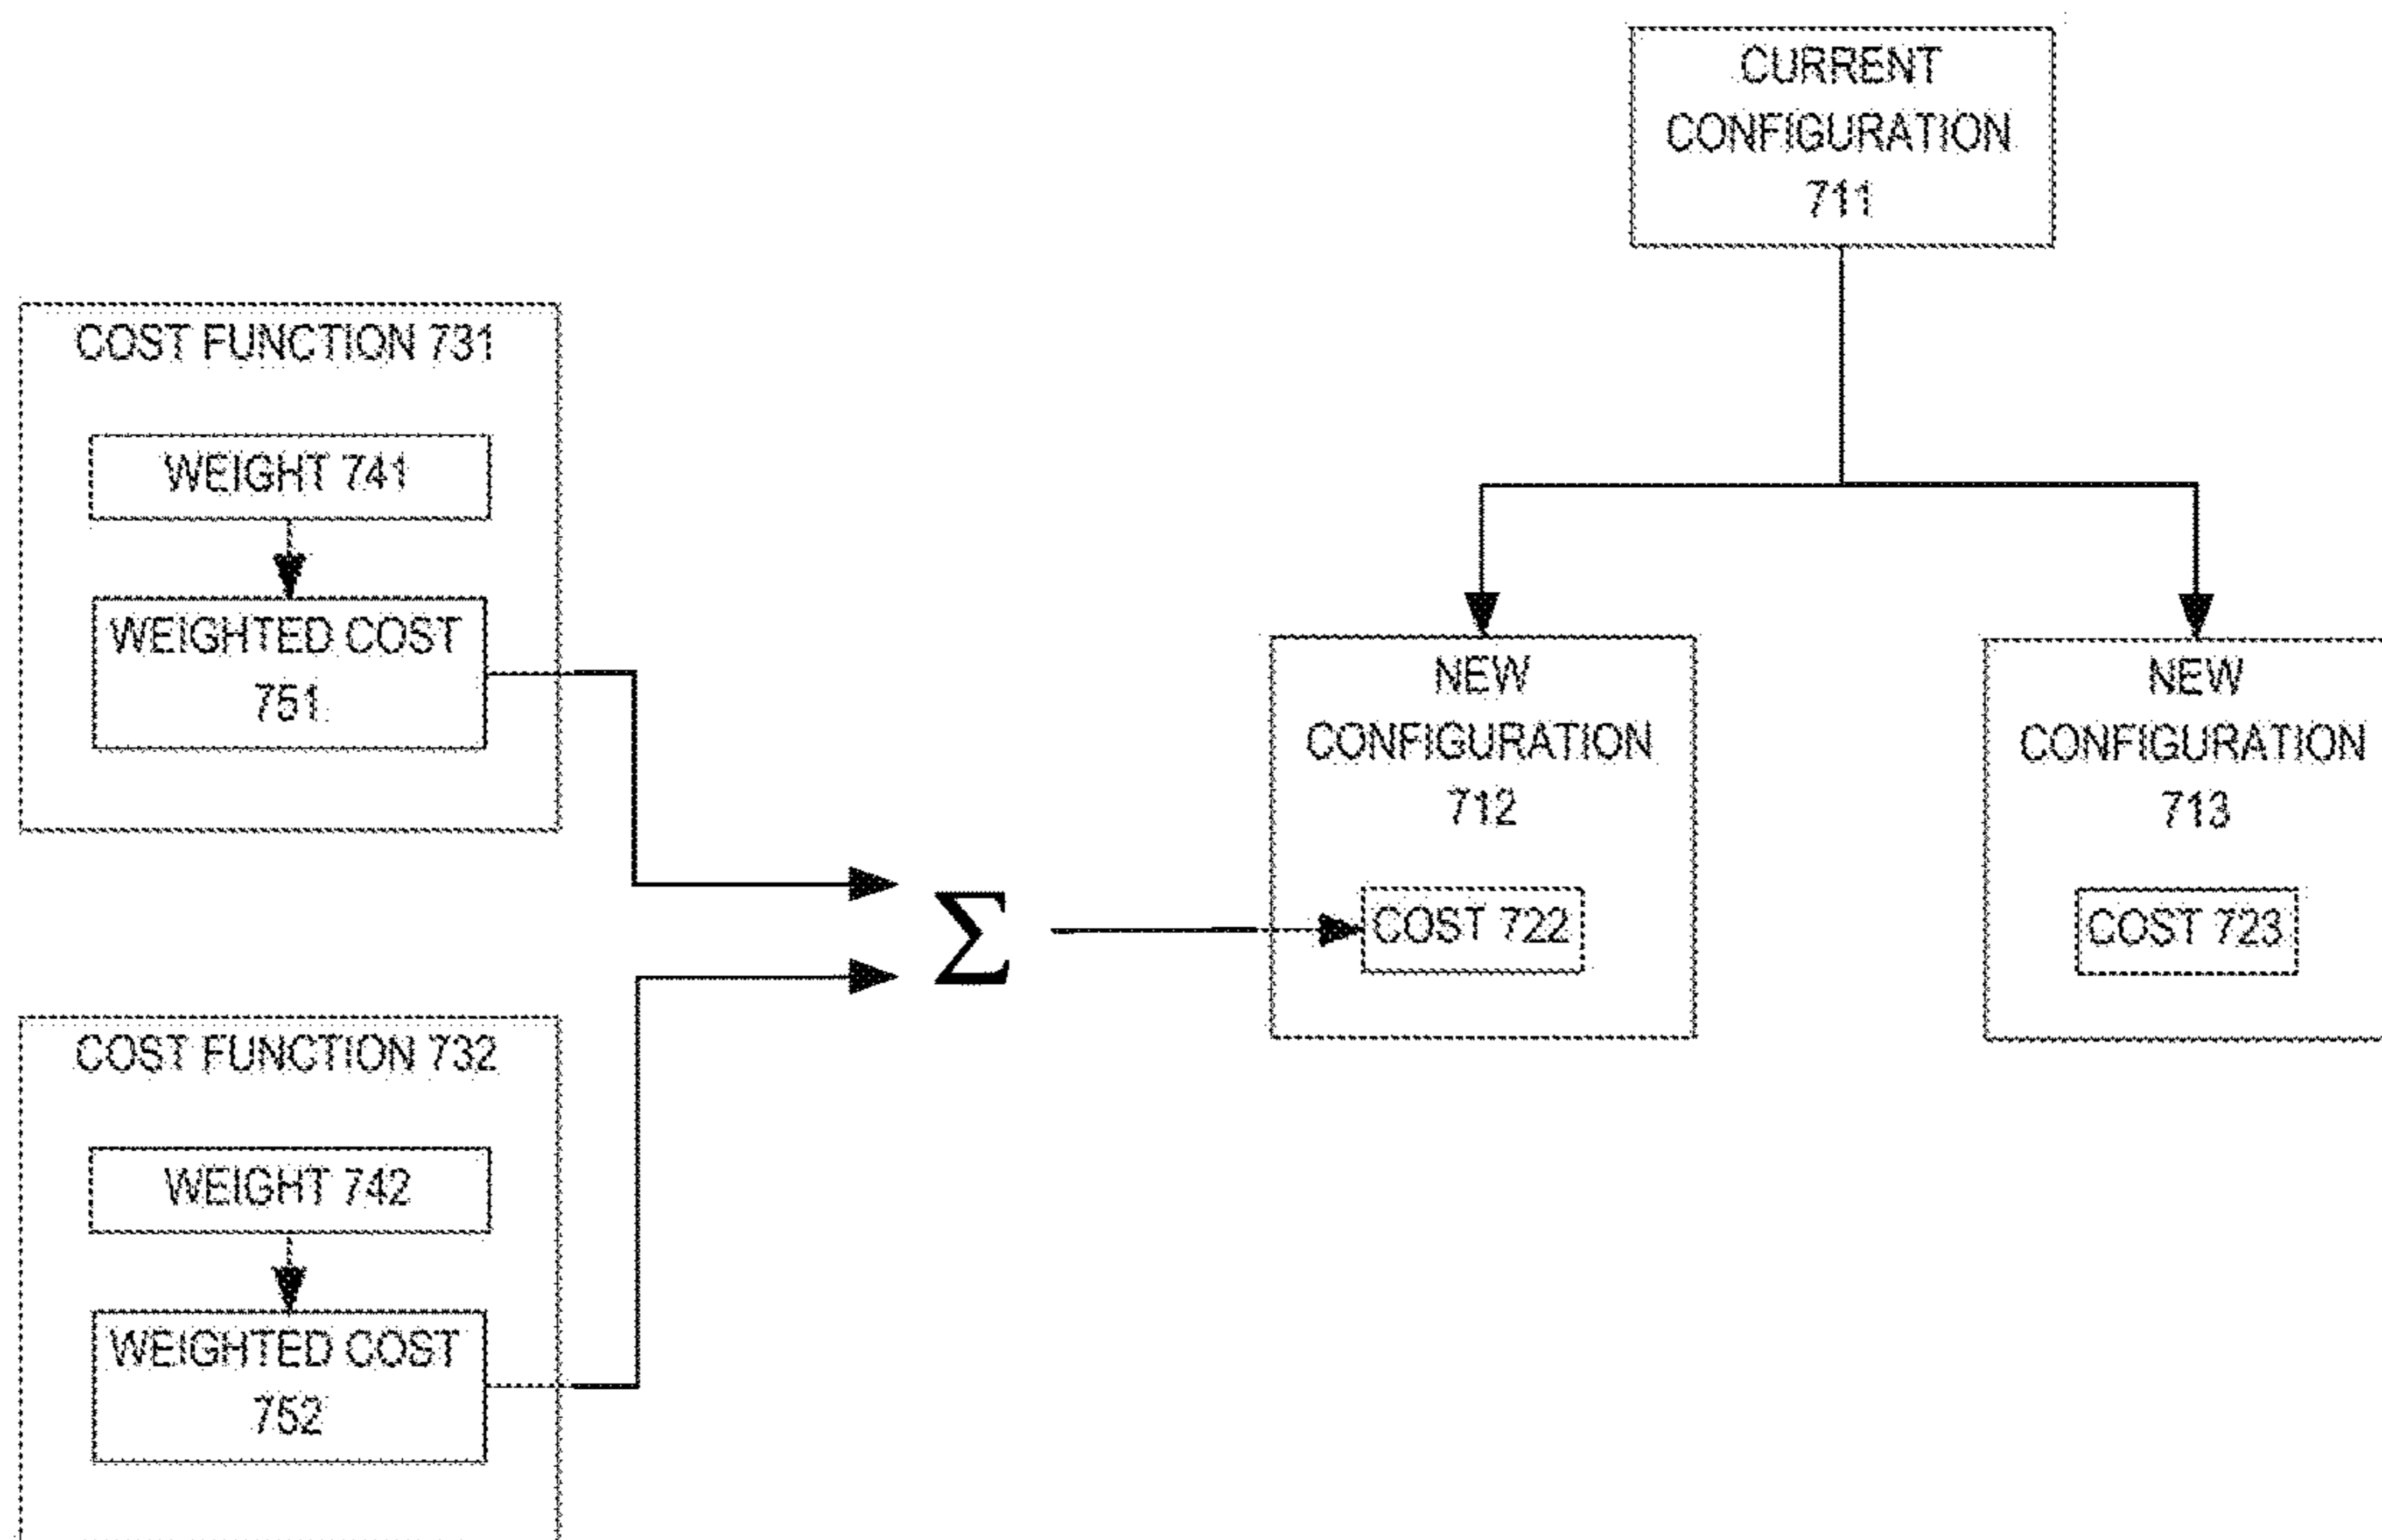 CURRENT
CONFIGURATION
711
COST FUNCTION 731
WEIGHT 741
WEIGHTED COST
751
NEW
CONFIGURATION
712
COST 722
NEW
CONFIGURATION
713
COST 723
Σ
COST FUNCTION 732
WEIGHT 742
WEIGHTED COST
752